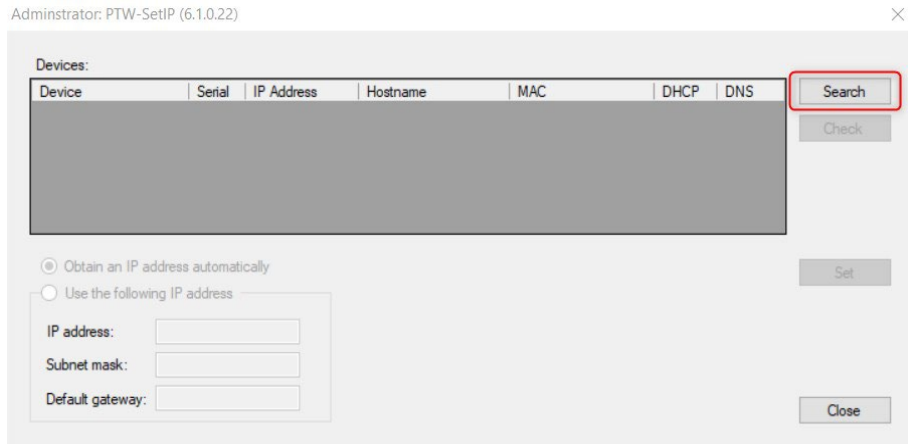 Adminstrator: PTW-SetIP (6.1.0.22)
Devices:
Device Serial IP Address Hostname MAC DHCP DNS
Search
Check
Obtain an IP address automatically
Set
Use the following IP address
IP address:
Subnet mask:
Default gateway:
Close